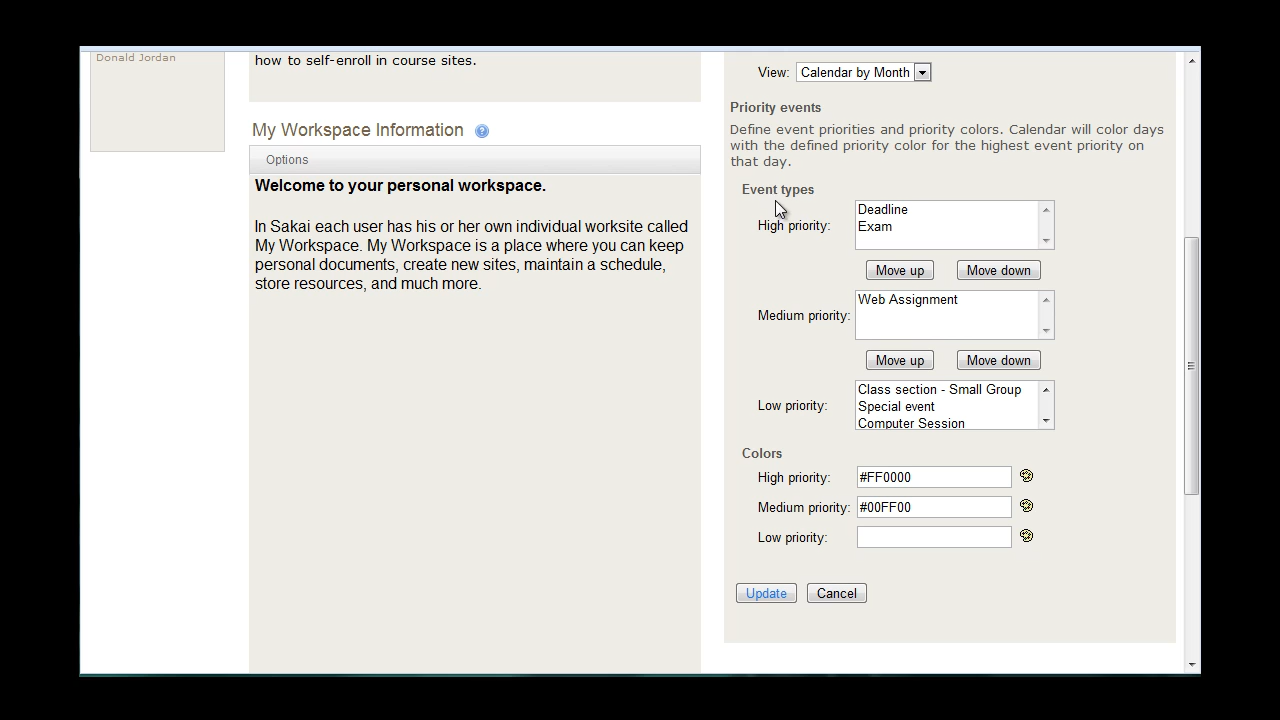 Donald Jordan
how to self-enroll in course sites.
My Workspace Information
Options
Welcome to your personal workspace.
In Sakai each user has his or her own individual worksite called
My Workspace. My Workspace is a place where you can keep
personal documents, create new sites, maintain a schedule,
store resources, and much more.
View: Calendar by Month
Priority events
Define event priorities and priority colors. Calendar will color days
with the defined priority color for the highest event priority on
that day.
Event types
High priority:
Deadline
Exam
Move up Move down
Medium priority:
Web Assignment
Move up Move down
Low priority:
Class section - Small Group
Special event
Computer Session
Colors
High priority: #FF0000
Medium priority: #00FF00
Low priority:
Update Cancel